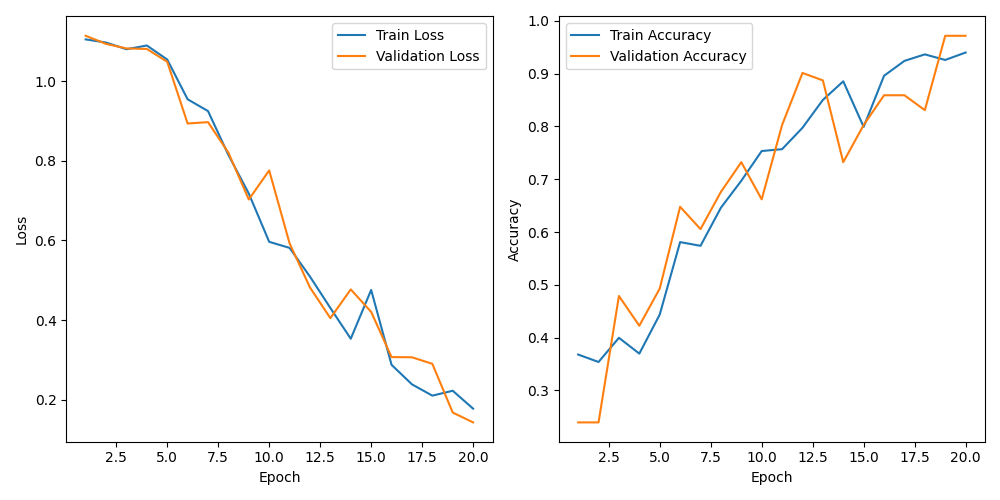 Train Loss
Validation Loss
1.0
0.8
0.6
0.4
0.2
Loss
2.5 5.0 7.5 10.0 12.5 15.0 17.5 20.0
Epoch
Train Accuracy
Validation Accuracy
1.0
0.9
0.8
0.7
0.6
0.5
0.4
0.3
Accuracy
2.5 5.0 7.5 10.0 12.5 15.0 17.5 20.0
Epoch